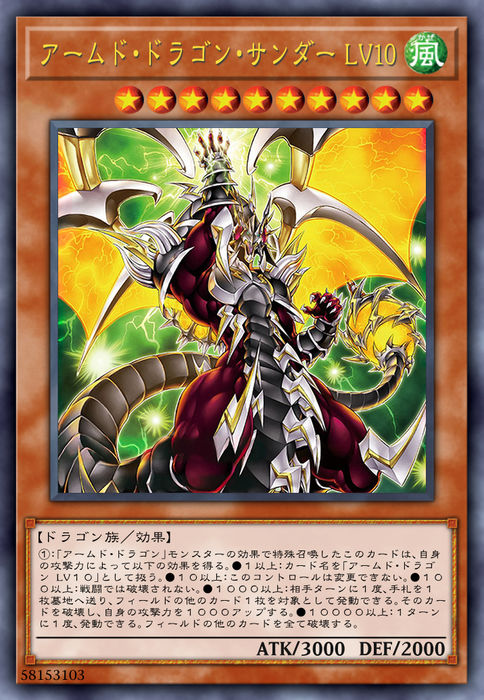 アームド・ドラゴン・サンダー LV10
かぜ
風
【ドラゴン族／効果】
①:「アームド・ドラゴン」モンスターの効果で特殊召喚したこのカードは、自身
の攻撃力によって以下の効果を得る。●１以上：カード名を「アームド・ドラゴ
ン ＬＶ１０」として扱う。●１０以上：このコントロールは変更できない。●１０
０以上：戦闘では破壊されない。●１０００以上：相手ターンに１度、手札を１
枚墓地へ送り、フィールドの他のカード１枚を対象として発動できる。そのカー
ドを破壊し、自身の攻撃力を１０００アップする。●１００００以上：１ターン
に１度、発動できる。フィールドの他のカードを全て破壊する。
ATK/3000 DEF/2000
58153103